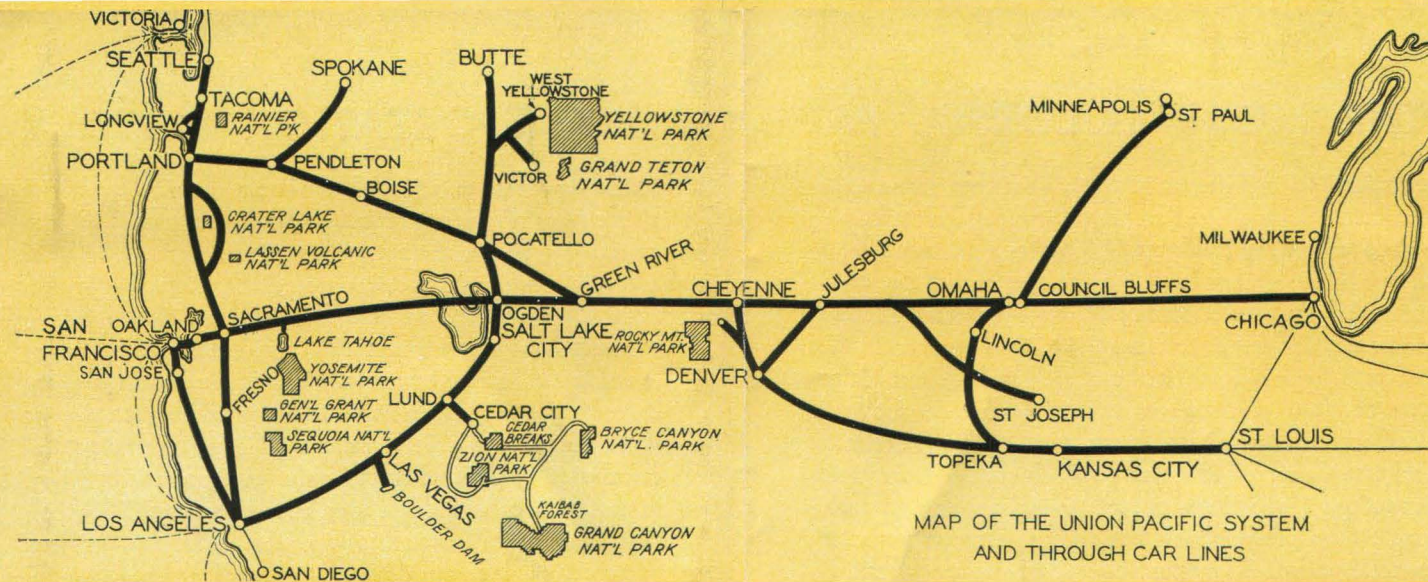 VICTORIA
SEATTLE
TACOMA
RAINIER
NAT'L P'K
LONGVIEW
PORTLAND
SPOKANE
PENDLETON
BOISE
BUTTE
WEST
YELLOWSTONE
YELLOWSTONE
NAT'L PARK
GRAND TETON
NAT'L PARK
VICTOR
POCATELLO
CRATER LAKE
NAT'L PARK
LASSEN VOLCANIC
NAT'L PARK
MINNEAPOLIS
ST PAUL
MILWAUKEE
CHICAGO
GREEN RIVER
CHEYENNE
JULESBURG
OMAHA
COUNCIL BLUFFS
OGDEN
SALT LAKE
CITY
SACRAMENTO
OAKLAND
SAN
FRANCISCO
SAN JOSE
LAKE TAHOE
YOSEMITE
NAT'L PARK
FRESNO
GEN'L GRANT
NAT'L PARK
SEQUOIA NAT'L
PARK
ROCKY MT.
NAT'L PARK
DENVER
LINCOLN
ST JOSEPH
LUND
CEDAR CITY
CEDAR
BREAKS
ZION NAT'L
PARK
BRYCE CANYON
NAT'L. PARK
LAS VEGAS
BOULDER DAM
KAIBAB
FOREST
GRAND CANYON
NAT'L PARK
TOPEKA
KANSAS CITY
ST LOUIS
LOS ANGELES
SAN DIEGO
MAP OF THE UNION PACIFIC SYSTEM
AND THROUGH CAR LINES